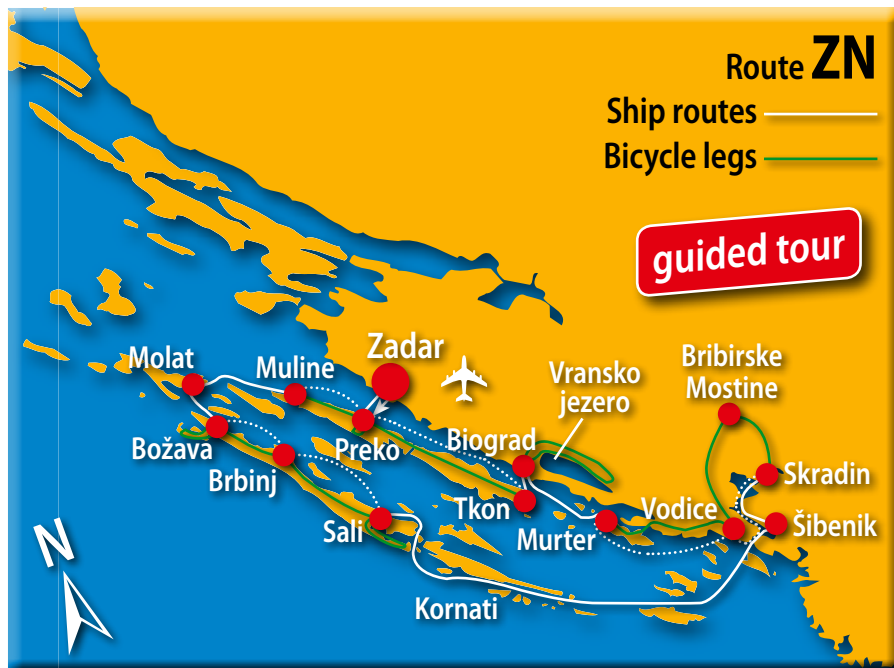 Route ZN
Ship routes
Bicycle legs
guided tour
Zadar
Molat
Muline
Vransko
jezero
Bribirske
Mostine
Božava
Preko
Biograd
Brbinj
Skradin
Tkon
Vodice
Sali
Murter
Šibenik
Kornati
N